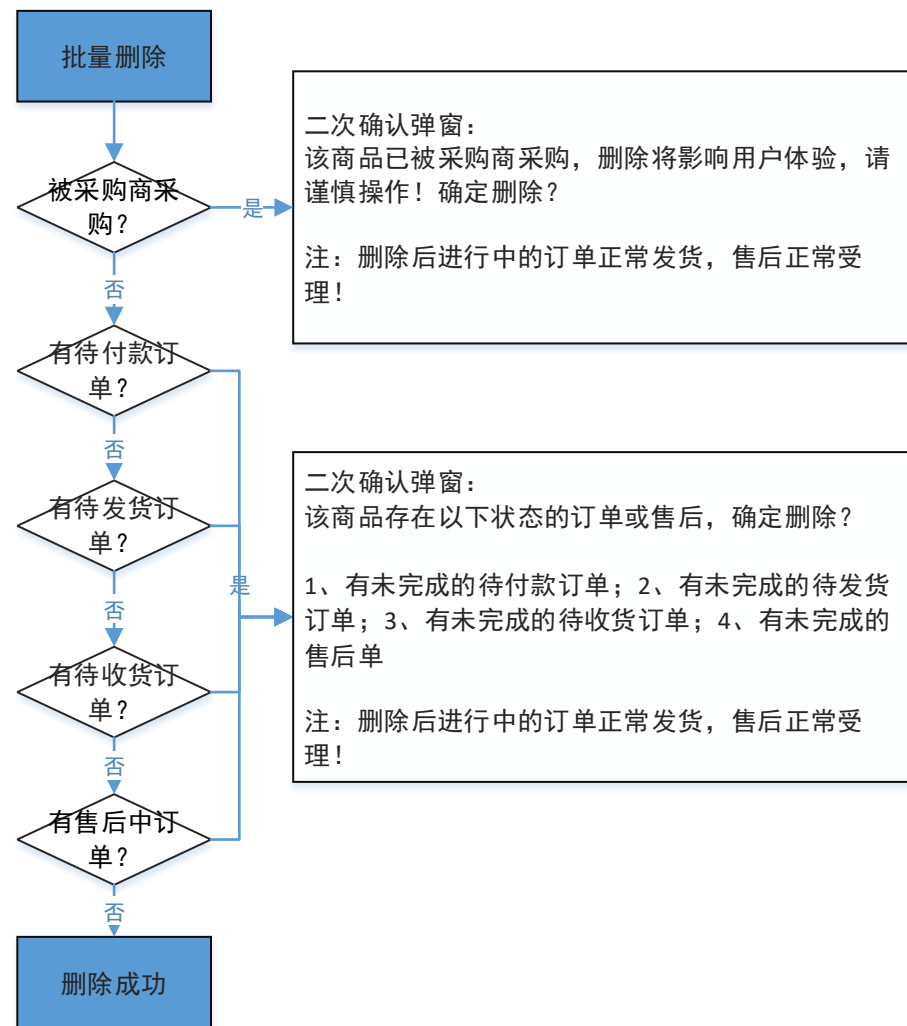 批量删除
二次确认弹窗：
该商品已被采购商采购，删除将影响用户体验，请
谨慎操作！确定删除？
注：删除后进行中的订单正常发货，售后正常受
理！
被采购商采
购？
是
否
有待付款订
单？
否
有待发货订
单？
是
否
有待收货订
单？
否
有售后中订
单？
否
删除成功
二次确认弹窗：
该商品存在以下状态的订单或售后，确定删除？
1、有未完成的待付款订单；2、有未完成的待发货
订单；3、有未完成的待收货订单；4、有未完成的
售后单
注：删除后进行中的订单正常发货，售后正常受
理！